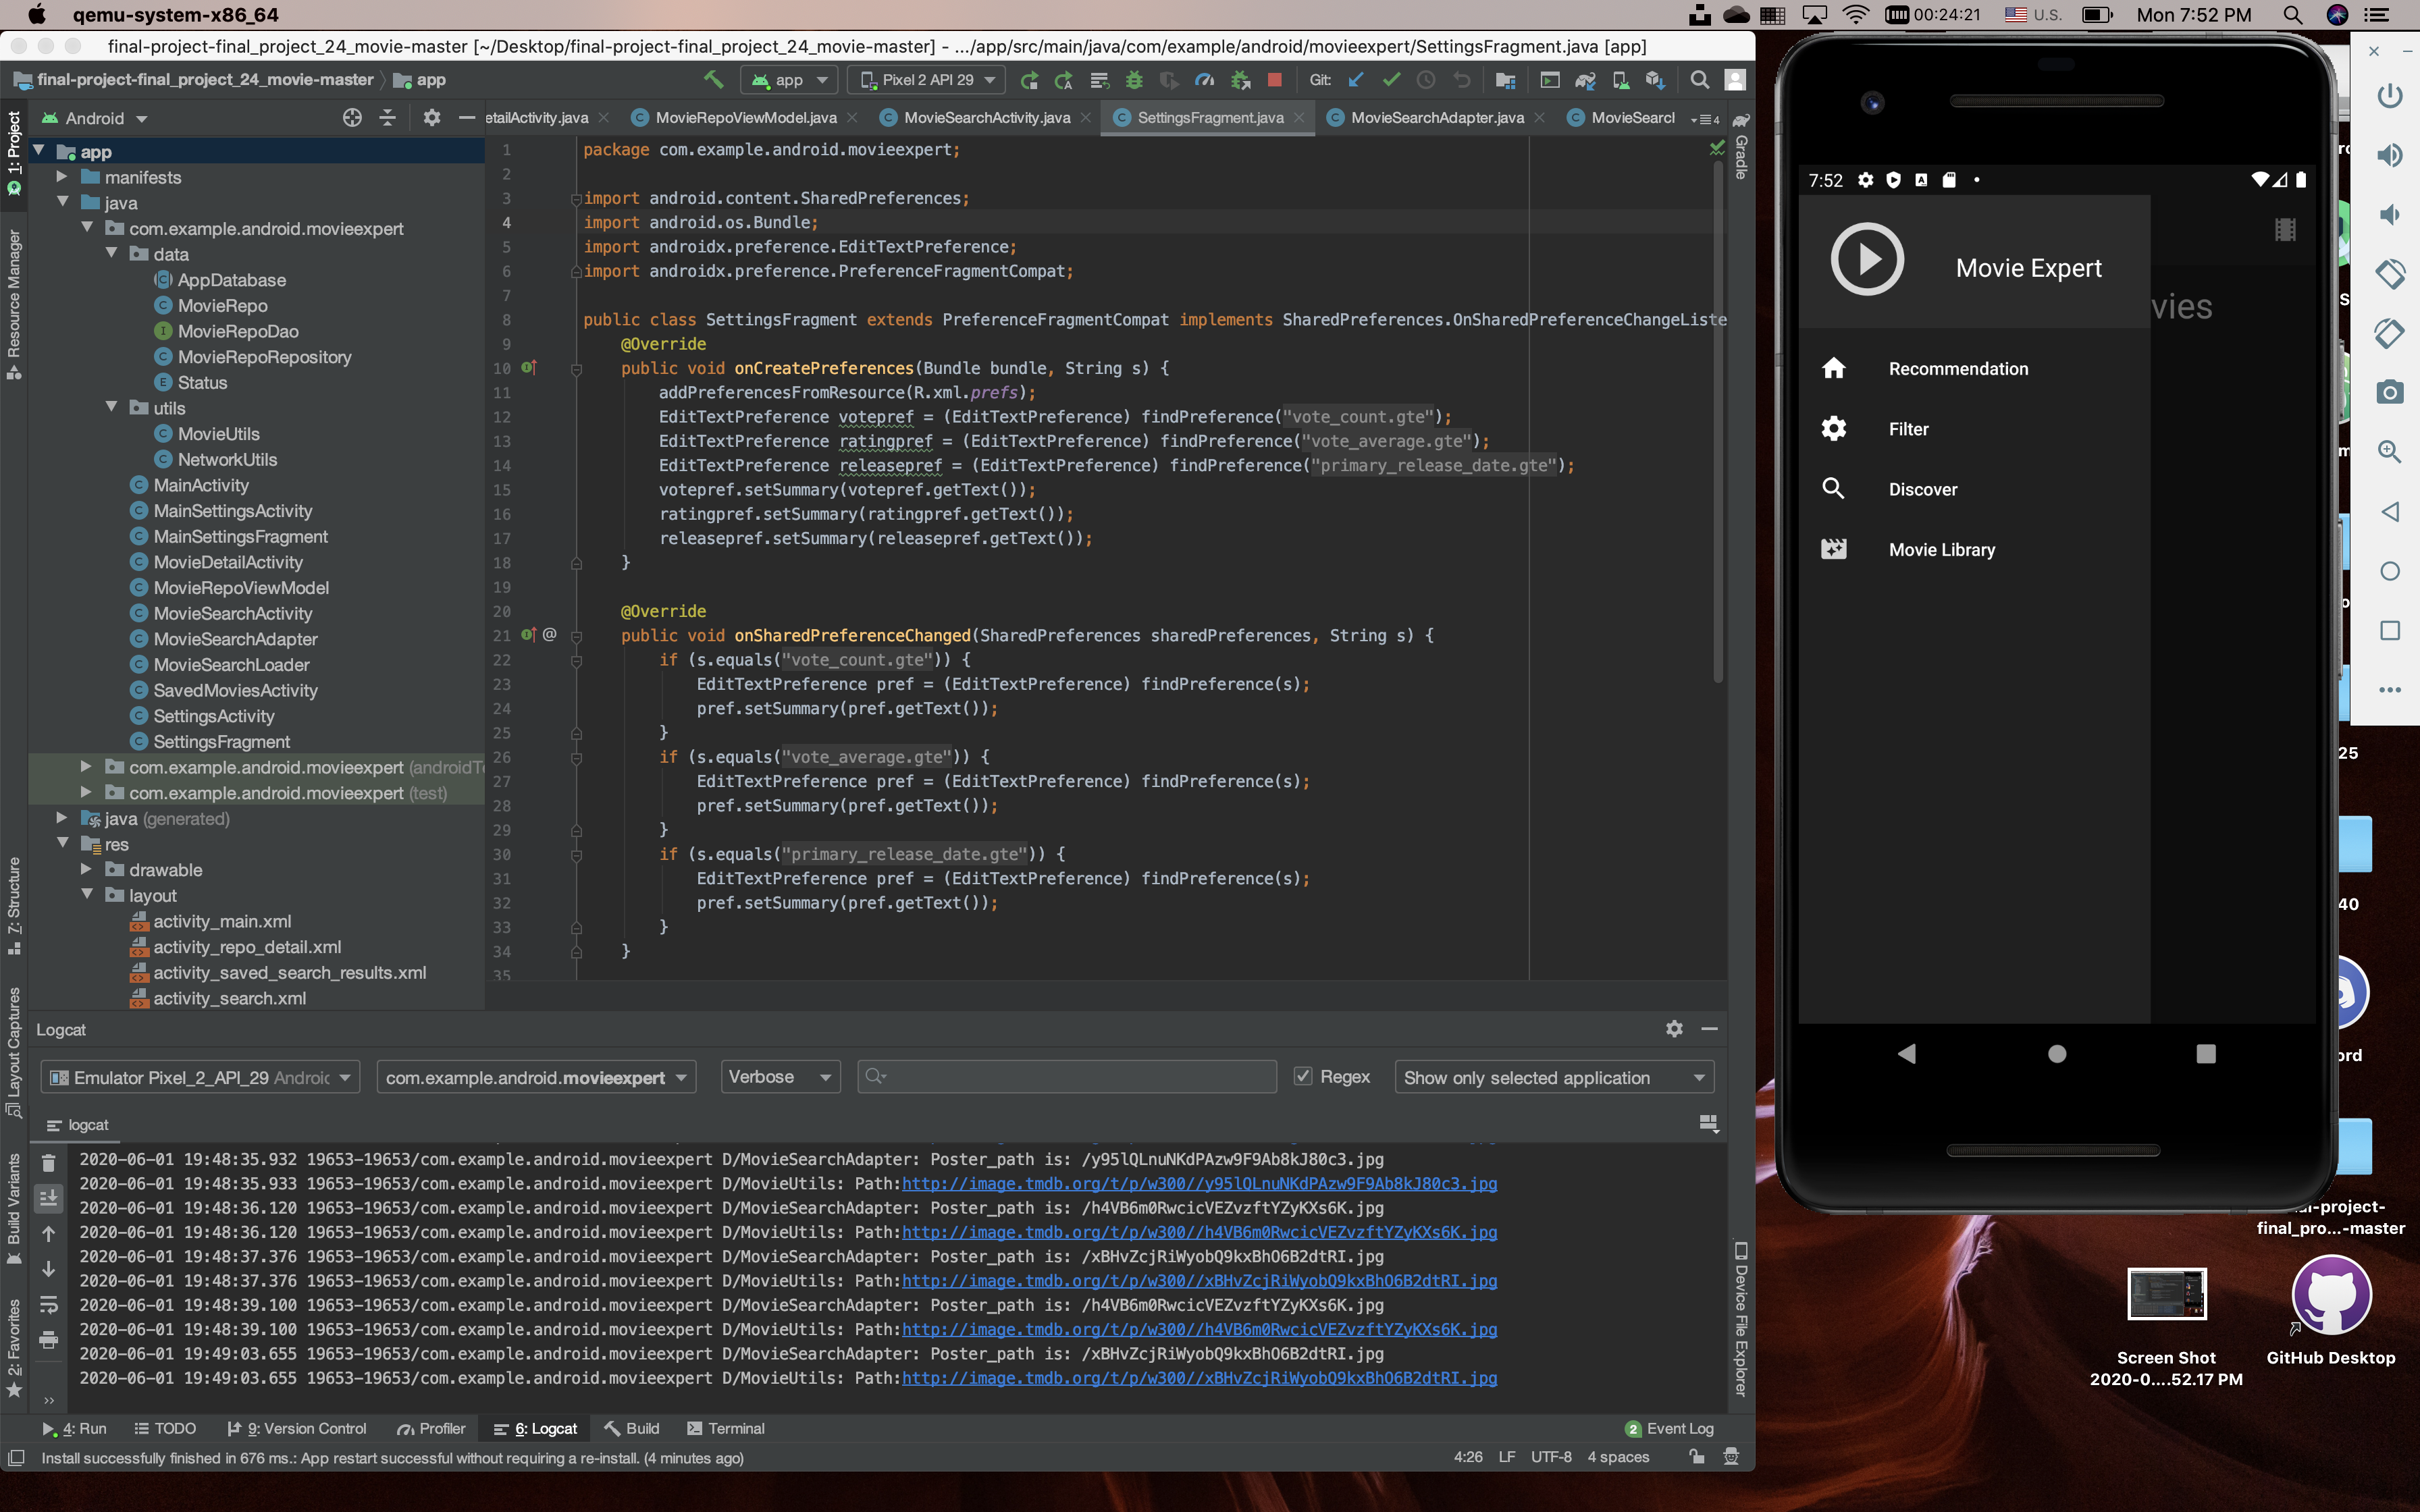 qemu-system-x86_64
00:24:21
U.S.
Mon 7:52 PM
final-project-final_project_24_movie-master [~/Desktop/final-project-final_project_24_movie-master] - .../app/src/main/java/com/example/android/movieexpert/SettingsFragment.java [app]
final-project-final_project_24_movie-master
app
app
Pixel 2 API 29
Git:
Android
etailActivity.java
MovieRepoViewModel.java
MovieSearchActivity.java
SettingsFragment.java
MovieSearchAdapter.java
MovieSearcl
4
1: Project
Resource Manager
7: Structure
Layout Captures
Build Variants
2: Favorites
Gradle
Device File Explorer
app
manifests
java
com.example.android.movieexpert
data
AppDatabase
MovieRepo
MovieRepoDao
MovieRepoRepository
Status
utils
MovieUtils
NetworkUtils
MainActivity
MainSettingsActivity
MainSettingsFragment
MovieDetailActivity
MovieRepoViewModel
MovieSearchActivity
MovieSearchAdapter
MovieSearchLoader
SavedMoviesActivity
SettingsActivity
SettingsFragment
com.example.android.movieexpert (androidTe
com.example.android.movieexpert (test)
java (generated)
res
drawable
layout
activity_main.xml
activity_repo_detail.xml
activity_saved_search_results.xml
activity_search.xml
1 package com.example.android.movieexpert;
2
3 import android.content.SharedPreferences;
4 import android.os.Bundle;
5 import androidx.preference.EditTextPreference;
6 import androidx.preference.PreferenceFragmentCompat;
7
8 public class SettingsFragment extends PreferenceFragmentCompat implements SharedPreferences.OnSharedPreferenceChangeListe
9 @Override
10 public void onCreatePreferences(Bundle bundle, String s) {
11 addPreferencesFromResource(R.xml.prefs);
12 EditTextPreference votepref = (EditTextPreference) findPreference("vote_count.gte");
13 EditTextPreference ratingpref = (EditTextPreference) findPreference("vote_average.gte");
14 EditTextPreference releasepref = (EditTextPreference) findPreference("primary_release_date.gte");
15 votepref.setSummary(votepref.getText());
16 ratingpref.setSummary(ratingpref.getText());
17 releasepref.setSummary(releasepref.getText());
18 }
19
20 @Override
21 @ public void onSharedPreferenceChanged(SharedPreferences sharedPreferences, String s) {
22 if (s.equals("vote_count.gte")) {
23 EditTextPreference pref = (EditTextPreference) findPreference(s);
24 pref.setSummary(pref.getText());
25 }
26 if (s.equals("vote_average.gte")) {
27 EditTextPreference pref = (EditTextPreference) findPreference(s);
28 pref.setSummary(pref.getText());
29 }
30 if (s.equals("primary_release_date.gte")) {
31 EditTextPreference pref = (EditTextPreference) findPreference(s);
32 pref.setSummary(pref.getText());
33 }
34 }
35
Logcat
Emulator Pixel_2_API_29 Android
com.example.android.movieexpert
Verbose
Regex
Show only selected application
logcat
2020-06-01 19:48:35.932 19653-19653/com.example.android.movieexpert D/MovieSearchAdapter: Poster_path is: /y95lQLnuNKdPAzw9F9Ab8kJ80c3.jpg
2020-06-01 19:48:35.933 19653-19653/com.example.android.movieexpert D/MovieUtils: Path:http://image.tmdb.org/t/p/w300//y95lQLnuNKdPAzw9F9Ab8kJ80c3.jpg
2020-06-01 19:48:36.120 19653-19653/com.example.android.movieexpert D/MovieSearchAdapter: Poster_path is: /h4VB6m0RwcicVEZvzftYZyKXs6K.jpg
2020-06-01 19:48:36.120 19653-19653/com.example.android.movieexpert D/MovieUtils: Path:http://image.tmdb.org/t/p/w300//h4VB6m0RwcicVEZvzftYZyKXs6K.jpg
2020-06-01 19:48:37.376 19653-19653/com.example.android.movieexpert D/MovieSearchAdapter: Poster_path is: /xBHvZcjRiWyobQ9kxBhO6B2dtRI.jpg
2020-06-01 19:48:37.376 19653-19653/com.example.android.movieexpert D/MovieUtils: Path:http://image.tmdb.org/t/p/w300//xBHvZcjRiWyobQ9kxBhO6B2dtRI.jpg
2020-06-01 19:48:39.100 19653-19653/com.example.android.movieexpert D/MovieSearchAdapter: Poster_path is: /h4VB6m0RwcicVEZvzftYZyKXs6K.jpg
2020-06-01 19:48:39.100 19653-19653/com.example.android.movieexpert D/MovieUtils: Path:http://image.tmdb.org/t/p/w300//h4VB6m0RwcicVEZvzftYZyKXs6K.jpg
2020-06-01 19:49:03.655 19653-19653/com.example.android.movieexpert D/MovieSearchAdapter: Poster_path is: /xBHvZcjRiWyobQ9kxBhO6B2dtRI.jpg
2020-06-01 19:49:03.655 19653-19653/com.example.android.movieexpert D/MovieUtils: Path:http://image.tmdb.org/t/p/w300//xBHvZcjRiWyobQ9kxBhO6B2dtRI.jpg
4: Run
TODO
9: Version Control
Profiler
6: Logcat
Build
Terminal
2 Event Log
Install successfully finished in 676 ms.: App restart successful without requiring a re-install. (4 minutes ago)
4:26 LF UTF-8 4 spaces
7:52
Movie Expert
vies
Recommendation
Filter
Discover
Movie Library
25
40
ord
al-project-
final_pro...-master
Screen Shot
2020-0....52.17 PM
GitHub Desktop